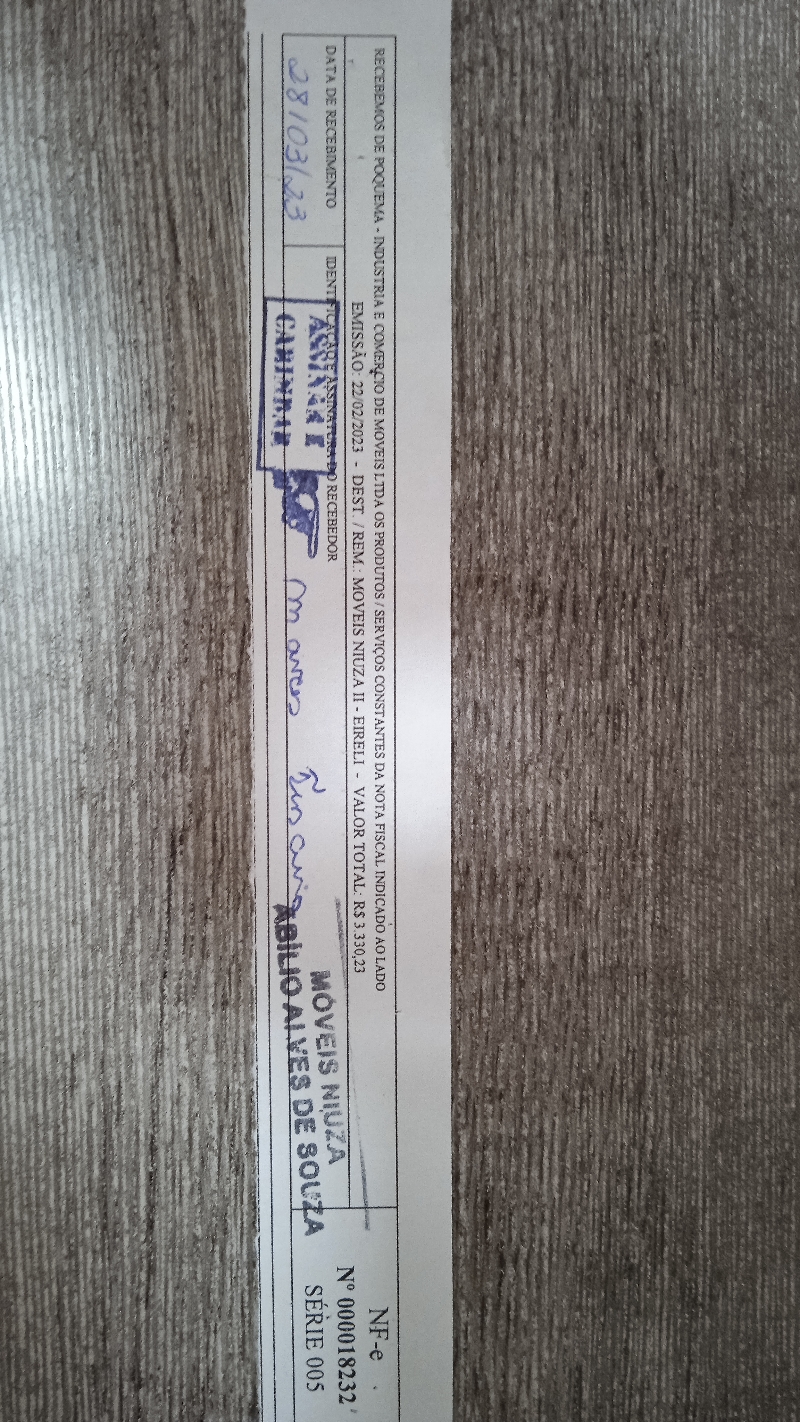 RECEBEMOS DE POQUEMA - INDUSTRIA E COMERCIO DE MOVEIS LTDA OS PRODUTOS / SERVIÇOS CONSTANTES DA NOTA FISCAL INDICADO AO LADO
EMISSÃO: 22/02/2023 - DEST. / REM.: MOVEIS NIUZA II - EIRELI - VALOR TOTAL: R$ 3.330,23
NF-e
Nº 000018232
SÉRIE 005
DATA DE RECEBIMENTO
28/03/23
IDENTIFICAÇÃO E ASSINATURA DO RECEBEDOR
MÓVEIS NIUZA
ABÍLIO ALVES DE SOUZA